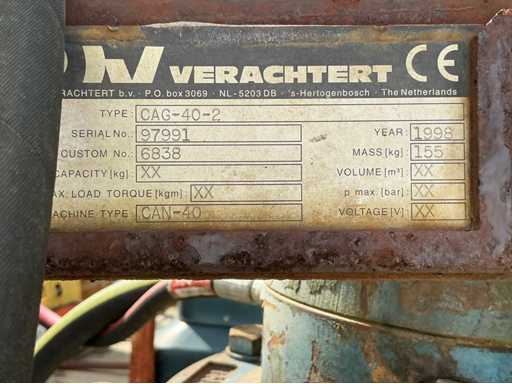 VERACHTERT CE
RACHTERT b.v. · P.O. box 3069 · NL-5203 DB · 's-Hertogenbosch · The Netherlands
TYPE: CAG-40-2
SERIAL No.: 97991 YEAR: 1998
CUSTOM No.: 6838 MASS [kg]: 155
CAPACITY [kg]: XX VOLUME [m³]: XX
X. LOAD TORQUE [kgm]: XX p max. [bar]: XX
ACHINE TYPE: CAN-40 VOLTAGE [V]: XX